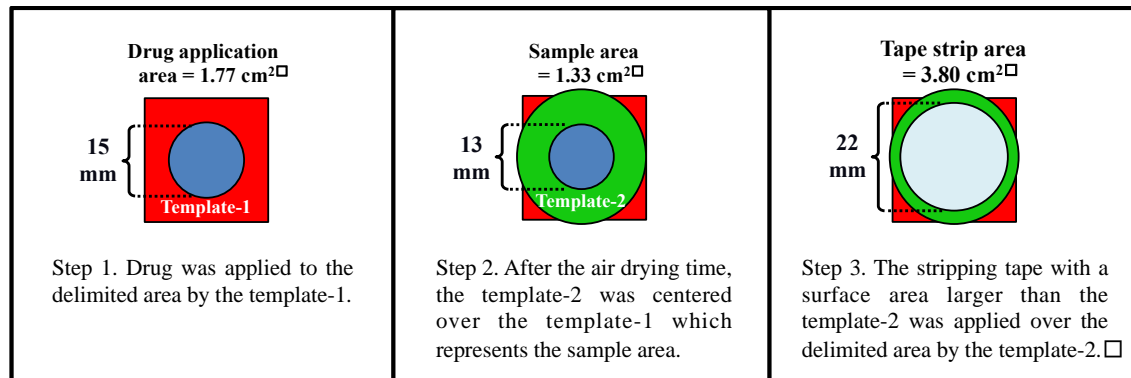 Drug application
area = 1.77 cm²□
15
mm
Template-1
Step 1. Drug was applied to the
delimited area by the template-1.
Sample area
= 1.33 cm²□
13
mm
Template-2
Step 2. After the air drying time,
the template-2 was centered
over the template-1 which
represents the sample area.
Tape strip area
= 3.80 cm²□
22
mm
Step 3. The stripping tape with a
surface area larger than the
template-2 was applied over the
delimited area by the template-2.□